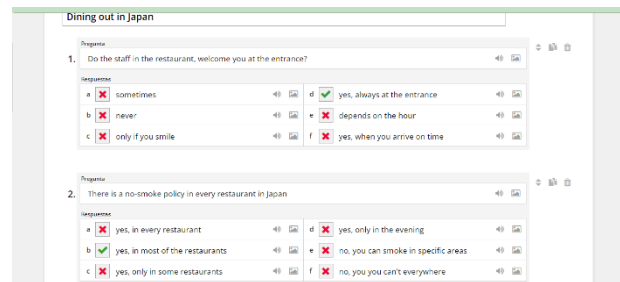 Dining out in Japan
Pregunta
1. Do the staff in the restaurant, welcome you at the entrance?
Respuestas
a sometimes
d yes, always at the entrance
b never
e depends on the hour
c only if you smile
f yes, when you arrive on time
Pregunta
2. There is a no-smoke policy in every restaurant in Japan
Respuestas
a yes, in every restaurant
d yes, only in the evening
b yes, in most of the restaurants
e no, you can smoke in specific areas
c yes, only in some restaurants
f no, you you can't everywhere